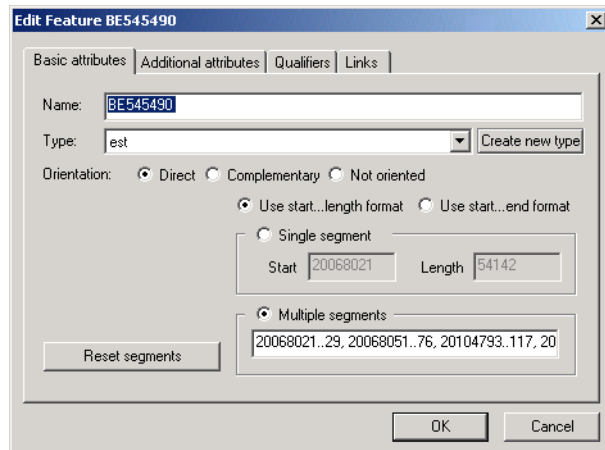 Edit Feature BE545490
Basic attributes Additional attributes Qualifiers Links
Name: BE545490
Type: est Create new type
Orientation: Direct Complementary Not oriented
Use start...length format Use start...end format
Single segment
Start 20068021 Length 54142
Multiple segments
20068021..29, 20068051..76, 20104793..117, 20
Reset segments
OK Cancel